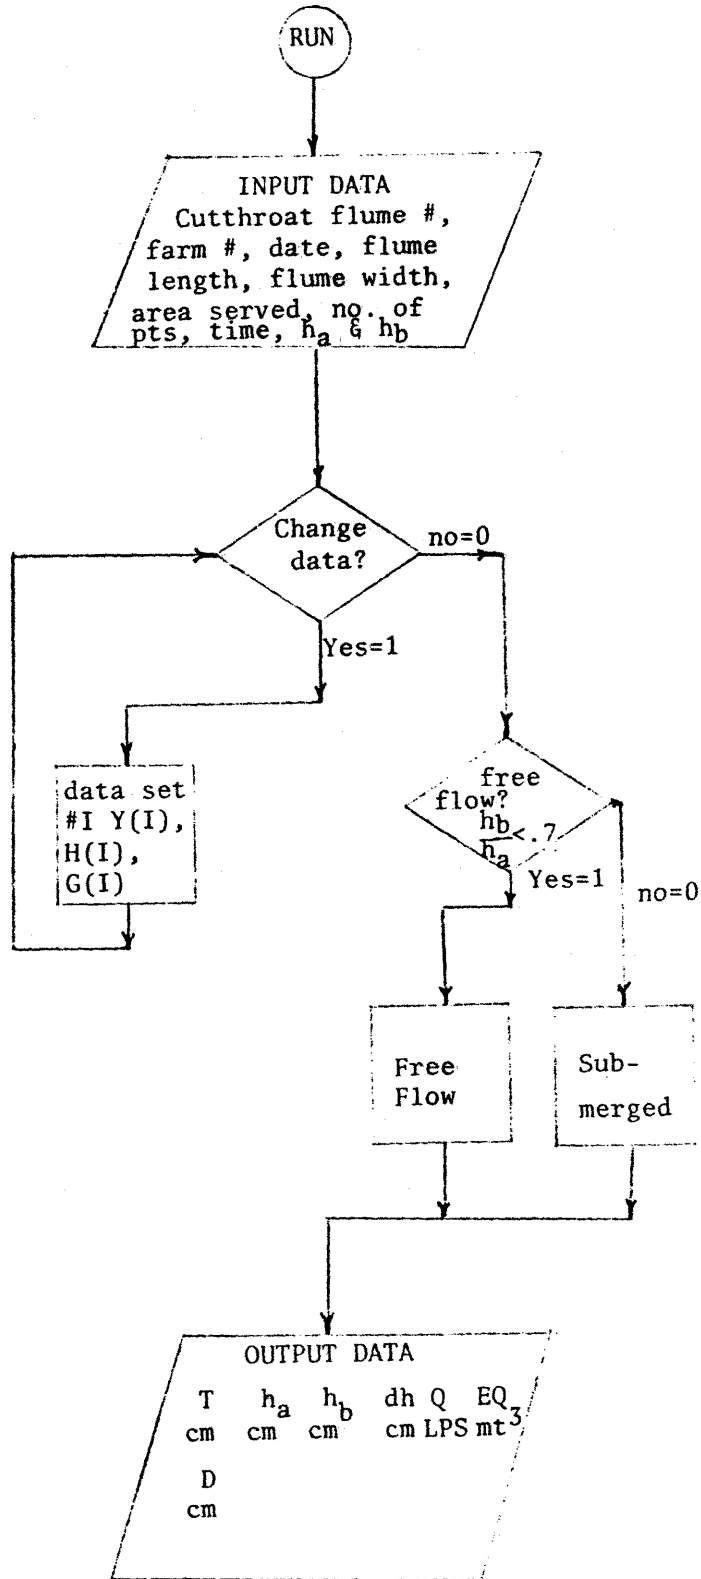 RUN
INPUT DATA
Cutthroat flume #,
farm #, date, flume
length, flume width,
area served, no. of
pts, time, ha & hb
Change
data?
no=0
Yes=1
data set
#I Y(I),
H(I),
G(I)
free
flow?
hb
ha
<.7
Yes=1
no=0
Free
Flow
Sub-
merged
OUTPUT DATA
T ha hb dh Q EQ
cm cm cm cm LPS mt3
D
cm